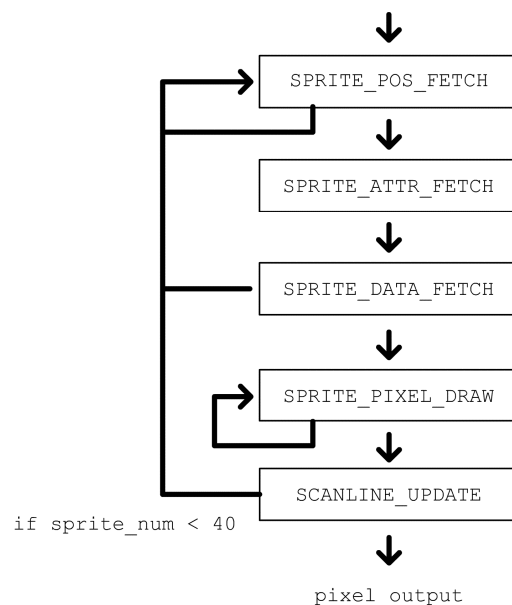 SPRITE_POS_FETCH
SPRITE_ATTR_FETCH
SPRITE_DATA_FETCH
SPRITE_PIXEL_DRAW
SCANLINE_UPDATE
if sprite_num < 40
pixel output